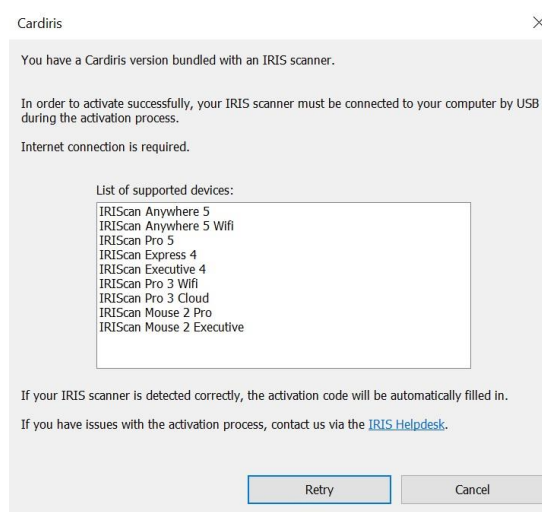 Cardiris
You have a Cardiris version bundled with an IRIS scanner.
In order to activate successfully, your IRIS scanner must be connected to your computer by USB
during the activation process.
Internet connection is required.
List of supported devices:
IRIScan Anywhere 5
IRIScan Anywhere 5 Wifi
IRIScan Pro 5
IRIScan Express 4
IRIScan Executive 4
IRIScan Pro 3 Wifi
IRIScan Pro 3 Cloud
IRIScan Mouse 2 Pro
IRIScan Mouse 2 Executive
If your IRIS scanner is detected correctly, the activation code will be automatically filled in.
If you have issues with the activation process, contact us via the IRIS Helpdesk.
Retry Cancel